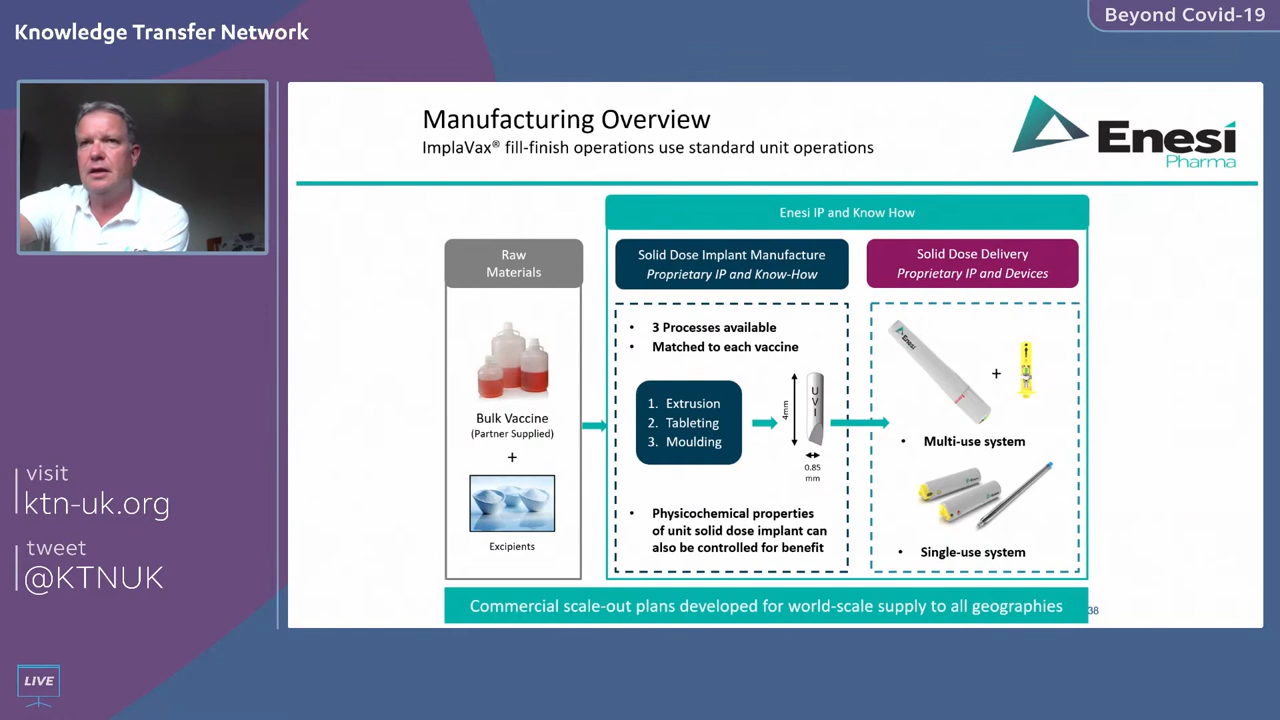 Knowledge Transfer Network
Beyond Covid-19
Manufacturing Overview
ImplaVax® fill-finish operations use standard unit operations
Enesi
Pharma
Enesi IP and Know How
Raw
Materials
Solid Dose Implant Manufacture
Proprietary IP and Know-How
Solid Dose Delivery
Proprietary IP and Devices
Bulk Vaccine
(Partner Supplied)
+
Excipients
• 3 Processes available
• Matched to each vaccine
1. Extrusion
2. Tableting
3. Moulding
4mm
UVI
0.85
mm
• Physicochemical properties
of unit solid dose implant can
also be controlled for benefit
+
• Multi-use system
• Single-use system
Commercial scale-out plans developed for world-scale supply to all geographies
38
visit
ktn-uk.org
tweet
@KTNUK
LIVE